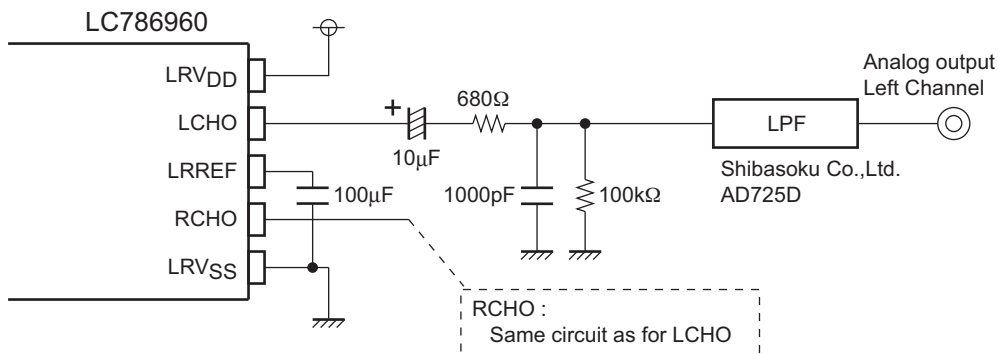 LC786960
LRVDD
LCHO
LRREF
RCHO
LRVSS
+
10μF
680Ω
100μF
1000pF
100kΩ
LPF
Shibasoku Co.,Ltd.
AD725D
Analog output
Left Channel
RCHO :
Same circuit as for LCHO